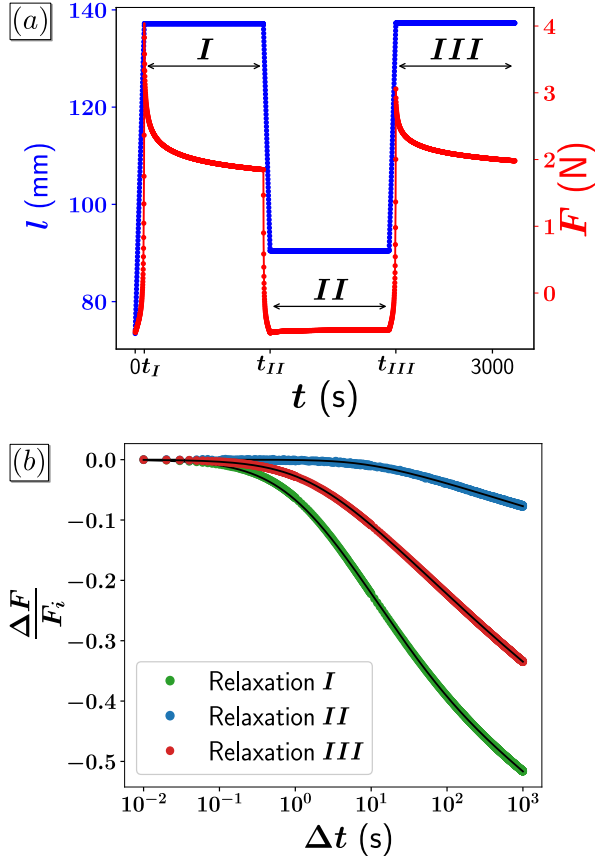 (a)
140
120
100
80
l (mm)
I
II
III
4
3
2
1
0
F (N)
0 t_I t_II t_III 3000
t (s)
(b)
0.0
−0.1
−0.2
−0.3
−0.4
−0.5
ΔF/F_i
Relaxation I
Relaxation II
Relaxation III
10^−2 10^−1 10^0 10^1 10^2 10^3
Δt (s)